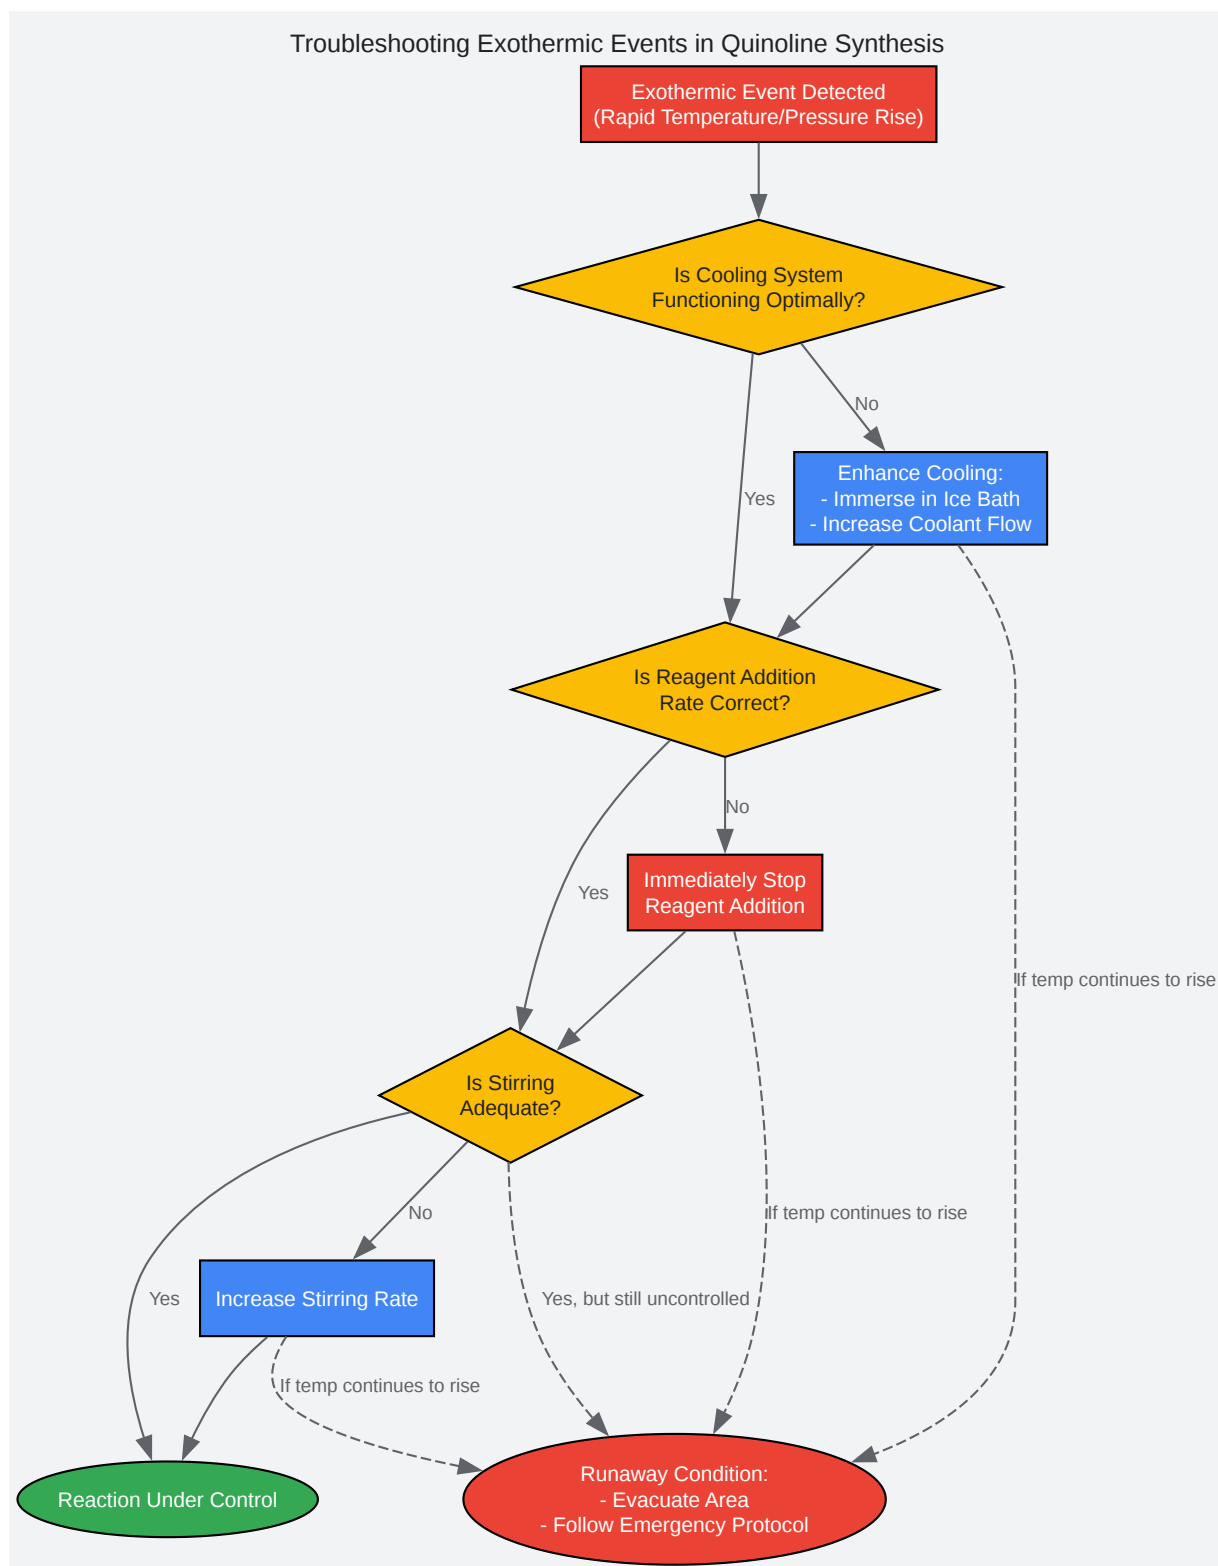 Troubleshooting Exothermic Events in Quinoline Synthesis
Exothermic Event Detected
(Rapid Temperature/Pressure Rise)
Is Cooling System
Functioning Optimally?
No
Yes
Enhance Cooling:
- Immerse in Ice Bath
- Increase Coolant Flow
Is Reagent Addition
Rate Correct?
No
Yes
Immediately Stop
Reagent Addition
If temp continues to rise
Is Stirring
Adequate?
No
If temp continues to rise
Yes
Increase Stirring Rate
Yes, but still uncontrolled
If temp continues to rise
Reaction Under Control
Runaway Condition:
- Evacuate Area
- Follow Emergency Protocol